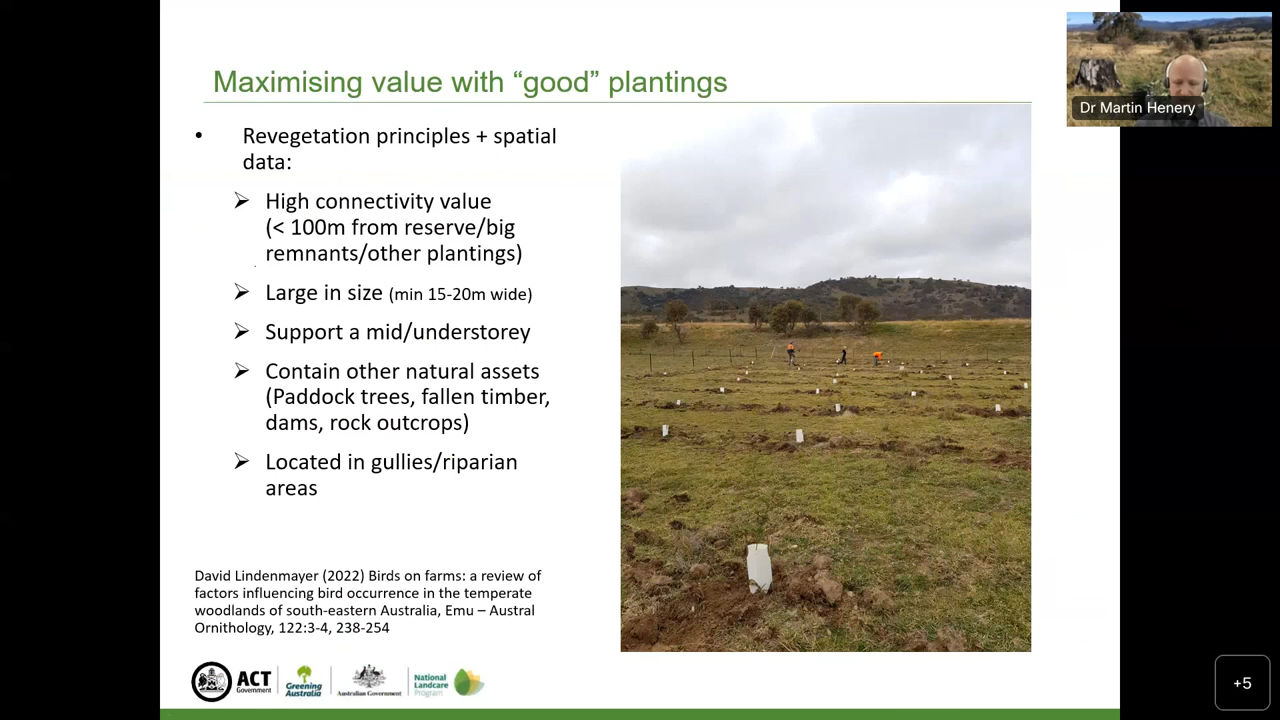 Maximising value with “good” plantings
Dr Martin Henery
• Revegetation principles + spatial
data:
➢ High connectivity value
(< 100m from reserve/big
remnants/other plantings)
➢ Large in size (min 15-20m wide)
➢ Support a mid/understorey
➢ Contain other natural assets
(Paddock trees, fallen timber,
dams, rock outcrops)
➢ Located in gullies/riparian
areas
David Lindenmayer (2022) Birds on farms: a review of
factors influencing bird occurrence in the temperate
woodlands of south-eastern Australia, Emu – Austral
Ornithology, 122:3-4, 238-254
ACT
Government
Greening
Australia
Australian Government
National
Landcare
Program
+5